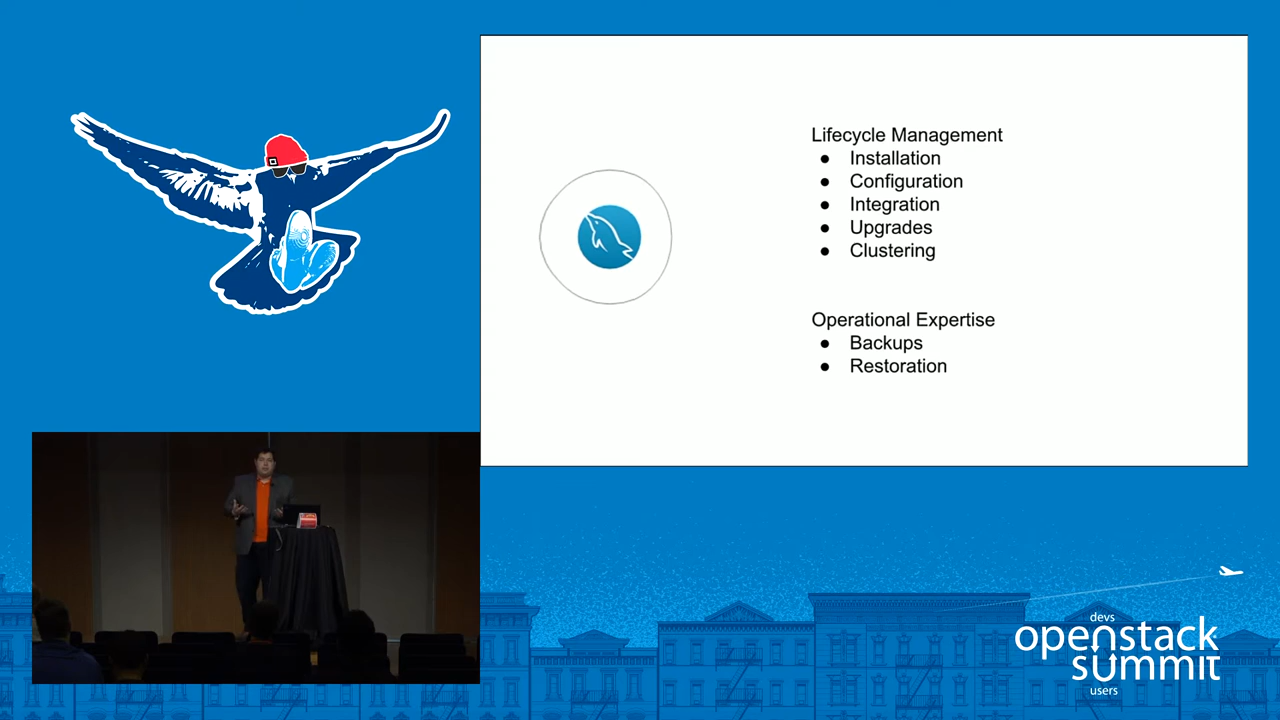 Lifecycle Management
● Installation
● Configuration
● Integration
● Upgrades
● Clustering
Operational Expertise
● Backups
● Restoration
devs
openstack
summit
users